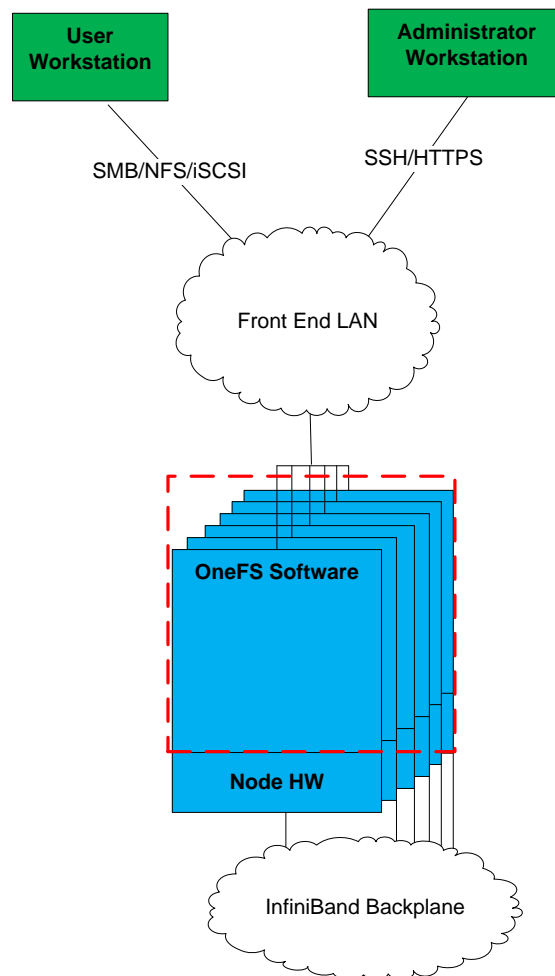 User
Workstation
Administrator
Workstation
SMB/NFS/iSCSI
SSH/HTTPS
Front End LAN
OneFS Software
Node HW
InfiniBand Backplane